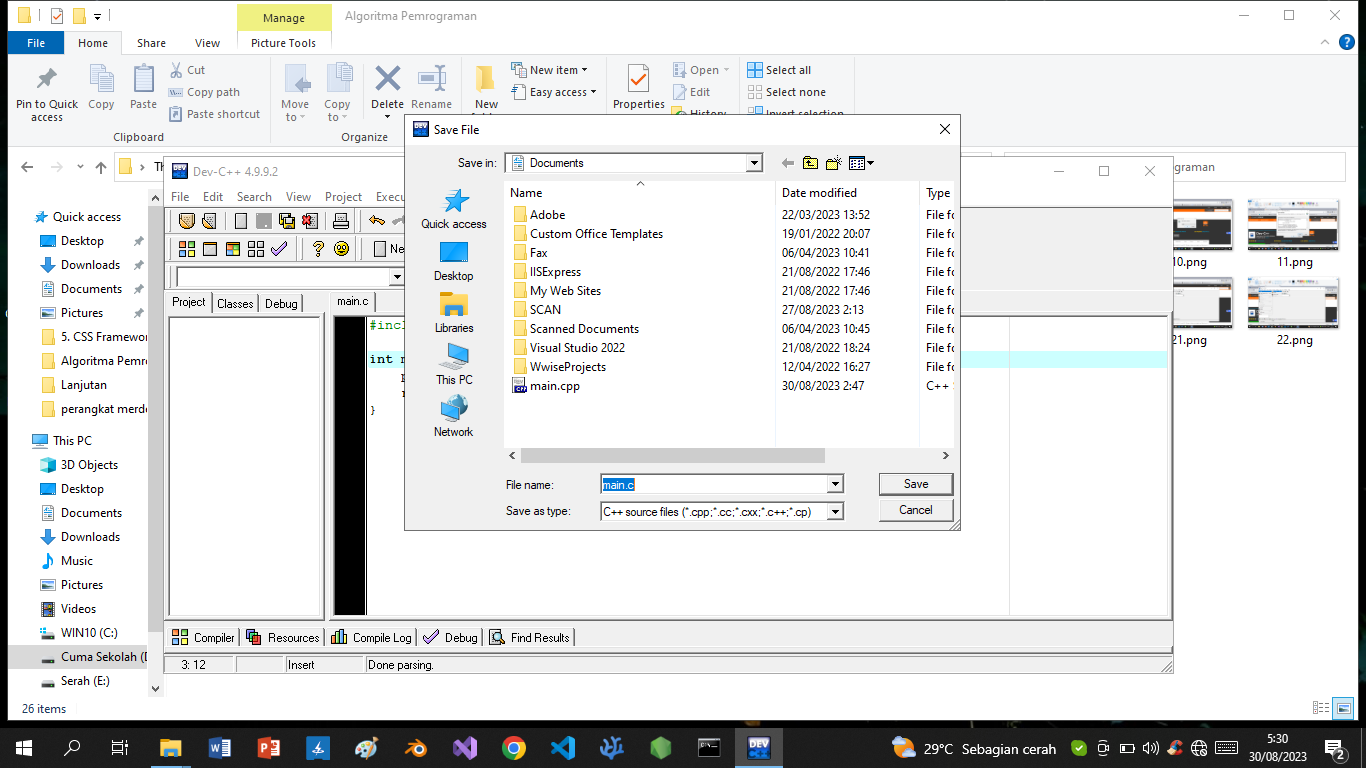 Manage
Algoritma Pemrograman
File
Home
Share
View
Picture Tools
Pin to Quick access
Copy
Paste
Cut
Copy path
Paste shortcut
Clipboard
Move to
Copy to
Delete
Rename
Organize
New
New item
Easy access
Properties
Open
Edit
History
Select all
Select none
Invert selection
Quick access
Desktop
Downloads
Documents
Pictures
5. CSS Framewor
Algoritma Pemr
Lanjutan
perangkat merd
This PC
3D Objects
Desktop
Documents
Downloads
Music
Pictures
Videos
WIN10 (C:)
Cuma Sekolah (
Serah (E:)
26 items
10.png
11.png
21.png
22.png
Dev-C++ 4.9.9.2
File Edit Search View Project Execu
Ne
Project
Classes
Debug
main.c
#incl
int m
p
r
}
Compiler
Resources
Compile Log
Debug
Find Results
3: 12
Insert
Done parsing.
DEV
Save File
Save in:
Documents
Quick access
Desktop
Libraries
This PC
Network
Name Date modified Type
Adobe 22/03/2023 13:52 File fo
Custom Office Templates 19/01/2022 20:07 File fo
Fax 06/04/2023 10:41 File fo
IISExpress 21/08/2022 17:46 File fo
My Web Sites 21/08/2022 17:46 File fo
SCAN 27/08/2023 2:13 File fo
Scanned Documents 06/04/2023 10:45 File fo
Visual Studio 2022 21/08/2022 18:24 File fo
WwiseProjects 12/04/2022 16:27 File fo
main.cpp 30/08/2023 2:47 C++
File name:
main.c
Save
Save as type:
C++ source files (*.cpp;*.cc;*.cxx;*.c++;*.cp)
Cancel
29°C Sebagian cerah
5:30
30/08/2023
2